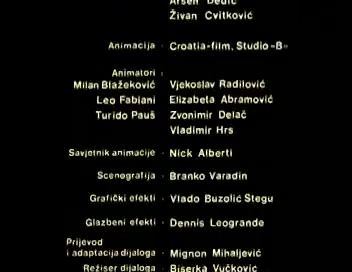 Arsen Dedić
Živan Cvitković
Animacija · Croatia-film, Studio «B»
Animatori :
Milan Blažeković Vjekoslav Radilović
Leo Fabiani Elizabeta Abramović
Turido Pauš Zvonimir Delač
Vladimir Hrs
Savjetnik animacije · Nick Alberti
Scenografija · Branko Varadin
Grafički efekti · Vlado Buzolić Stegu
Glazbeni efekti · Dennis Leogrande
Prijevod
i adaptacija dijaloga · Mignon Mihaljević
Režiser dijaloga · Biserka Vučković